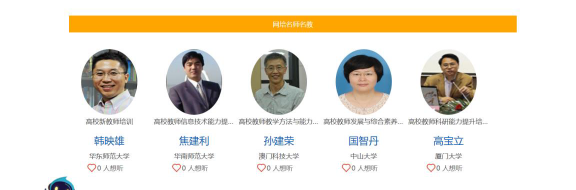 网络名师名教
高校新教师培训
高校教师信息技术能力提...
高校教师教学方法与能力...
高校教师发展与综合素养...
高校教师科研能力提升培...
韩映雄
焦建利
孙建荣
国智丹
高宝立
华东师范大学
华南师范大学
澳门科技大学
中山大学
厦门大学
0 人想听
0 人想听
0 人想听
0 人想听
0 人想听